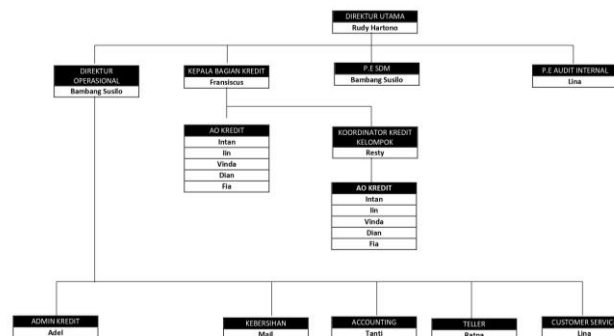 DIREKTUR UTAMA
Rudy Hartono
DIREKTUR
OPERASIONAL
Bambang Susilo
KEPALA BAGIAN KREDIT
Fransiscus
P.E SDM
Bambang Susilo
P.E AUDIT INTERNAL
Lina
AO KREDIT
Intan
Iin
Vinda
Dian
Fia
KOORDINATOR KREDIT
KELOMPOK
Resty
AO KREDIT
Intan
Iin
Vinda
Dian
Fia
ADMIN KREDIT
Adel
KEBERSIHAN
Mail
ACCOUNTING
Tanti
TELLER
Ratna
CUSTOMER SERVIC
Lina